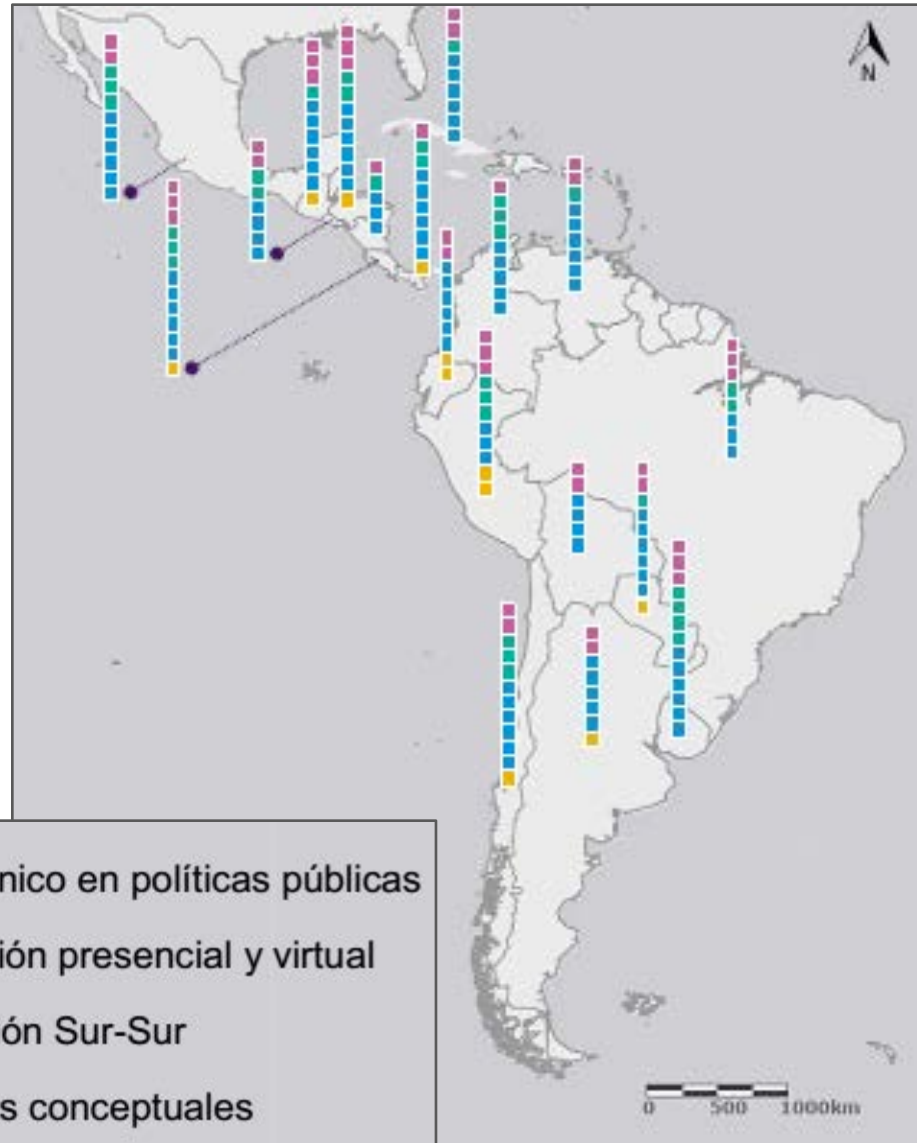 N
nico en políticas públicas
ión presencial y virtual
ón Sur-Sur
s conceptuales
0 500 1000km